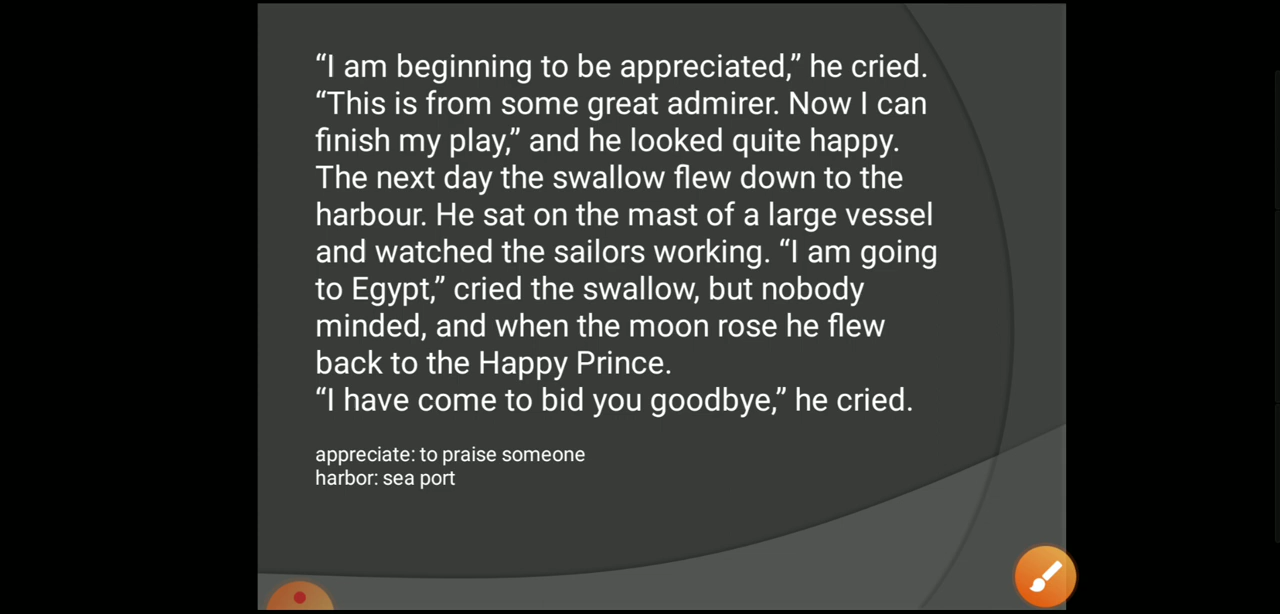 “I am beginning to be appreciated,” he cried.
“This is from some great admirer. Now I can
finish my play,” and he looked quite happy.
The next day the swallow flew down to the
harbour. He sat on the mast of a large vessel
and watched the sailors working. “I am going
to Egypt,” cried the swallow, but nobody
minded, and when the moon rose he flew
back to the Happy Prince.
“I have come to bid you goodbye,” he cried.
appreciate: to praise someone
harbor: sea port